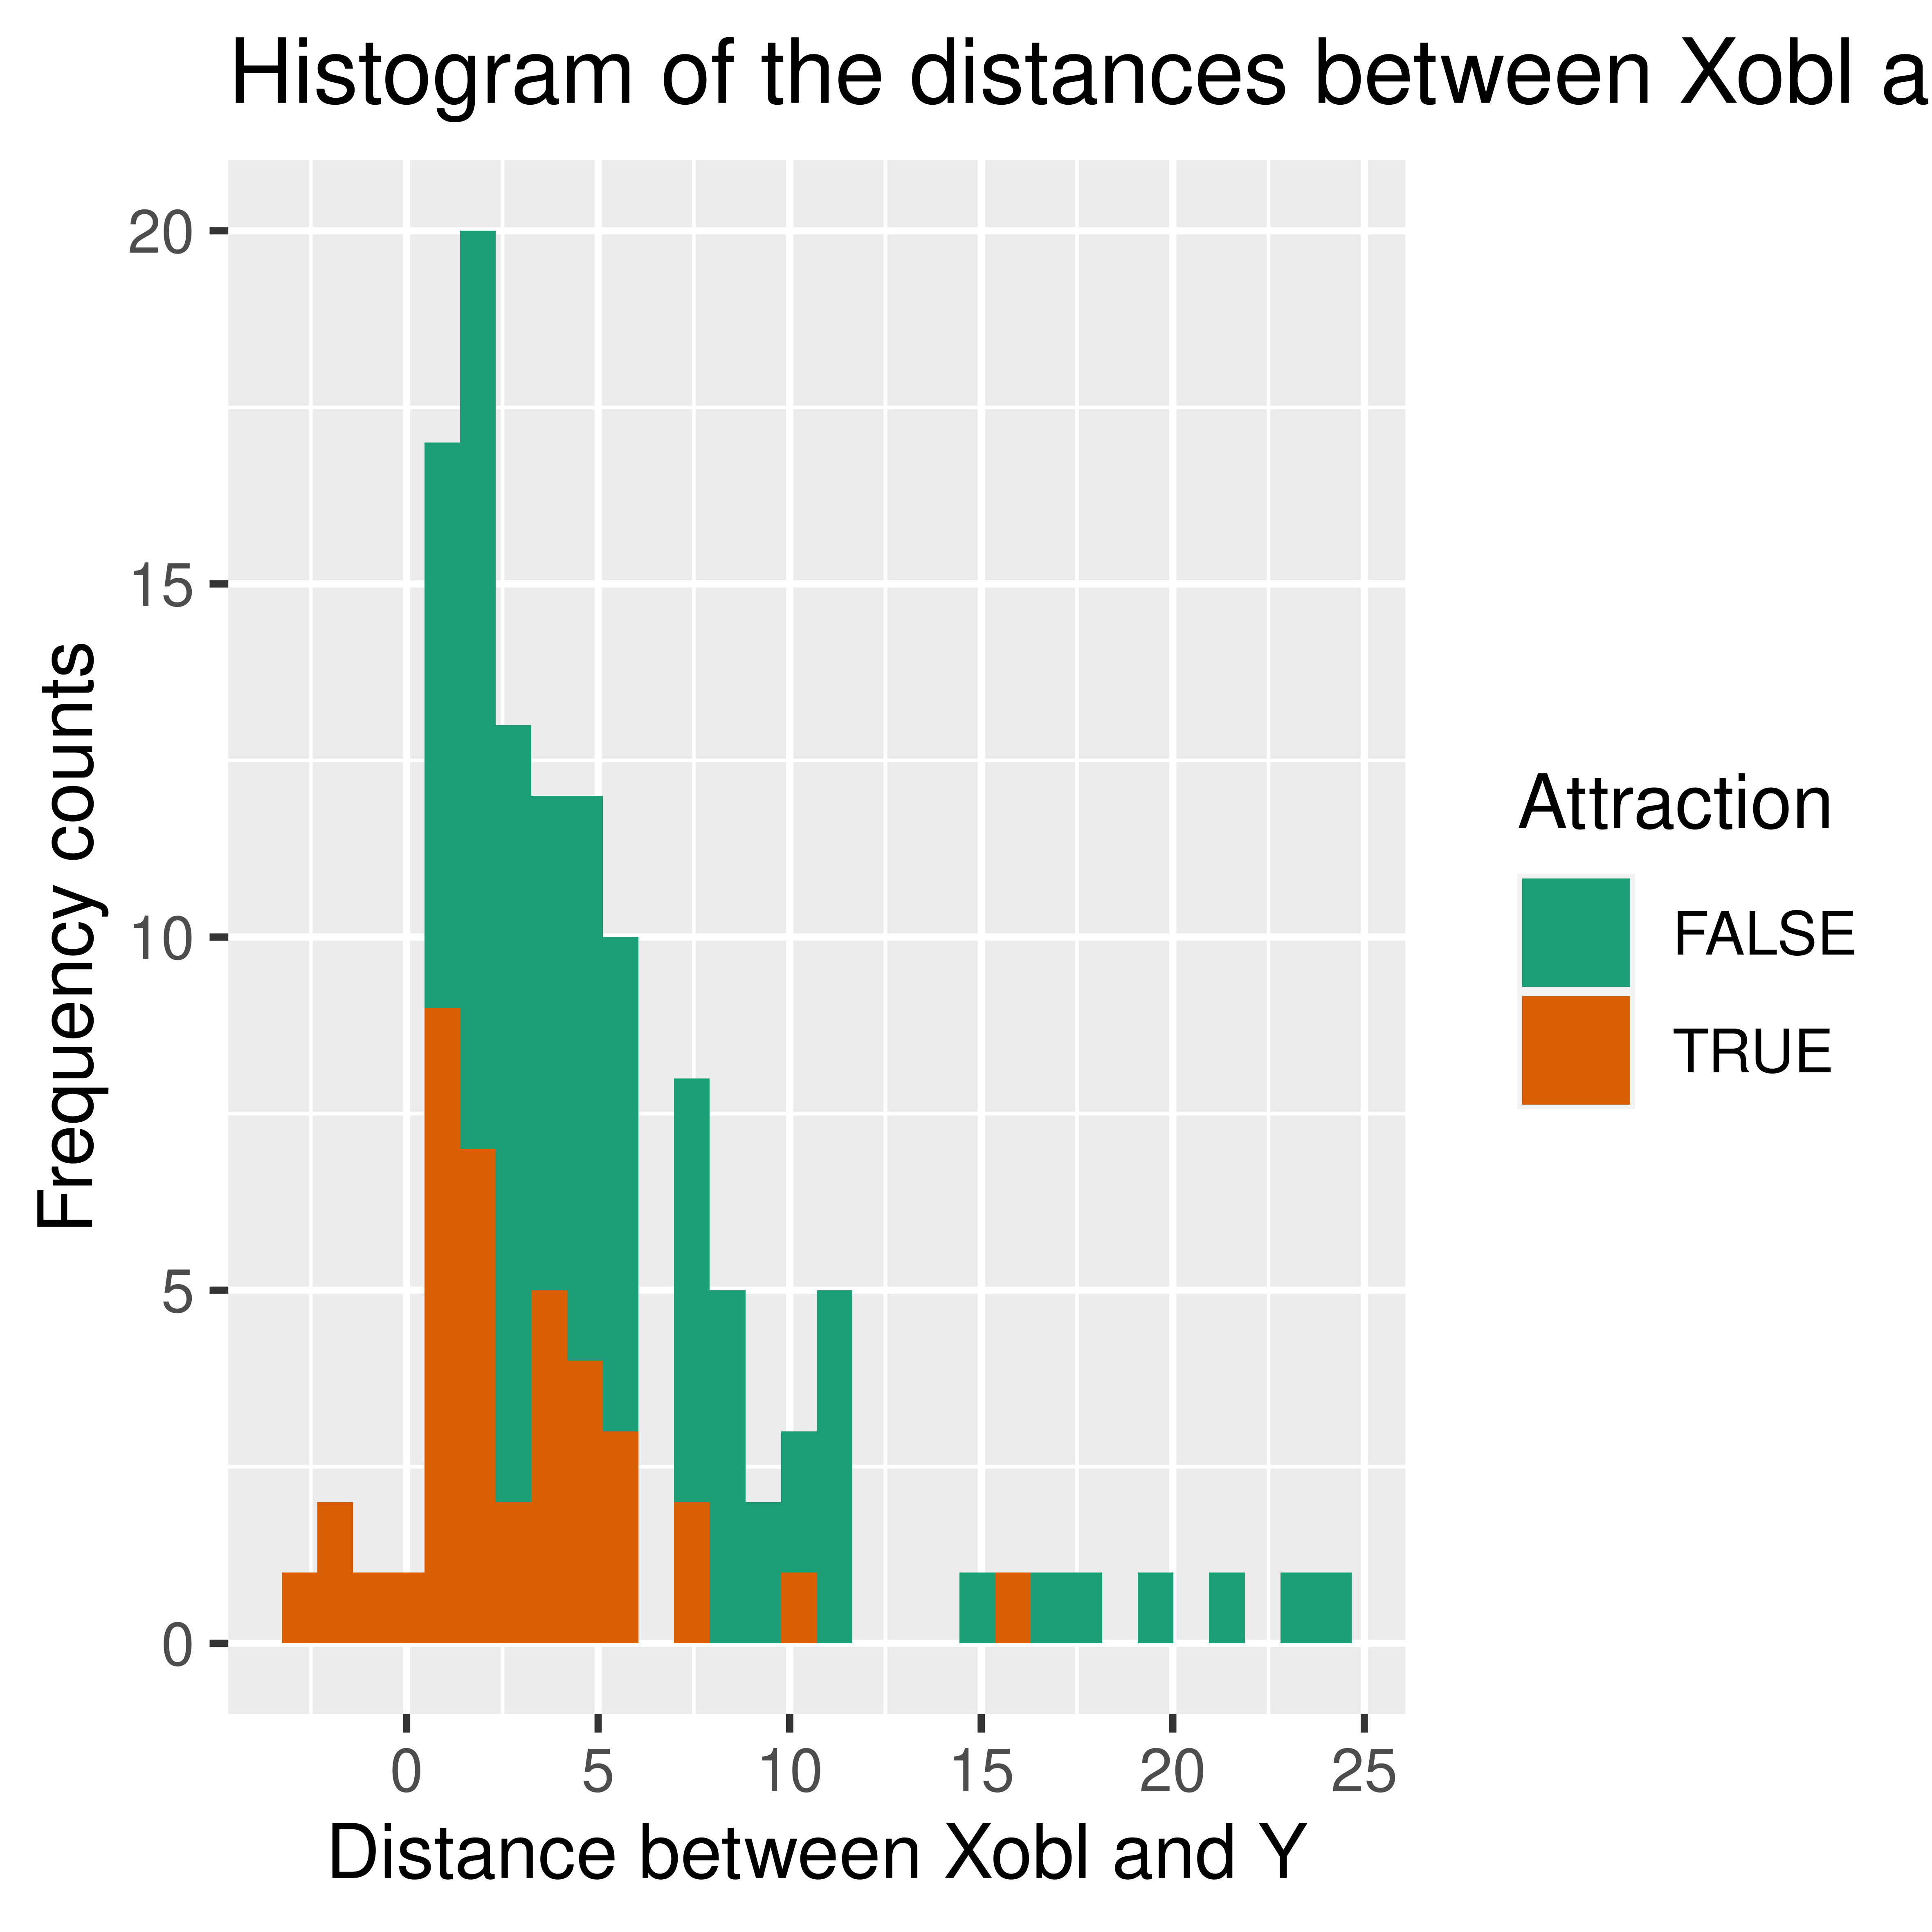 Histogram of the distances between Xobl a
20
15
10
5
0
Frequency counts
0 5 10 15 20 25
Distance between Xobl and Y
Attraction
FALSE
TRUE